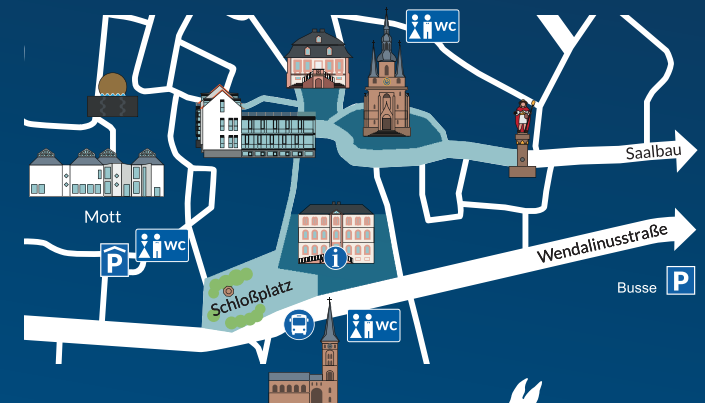 WC
Saalbau
Mott
WC
P
Wendalinusstraße
i
Busse
P
Schloßplatz
WC